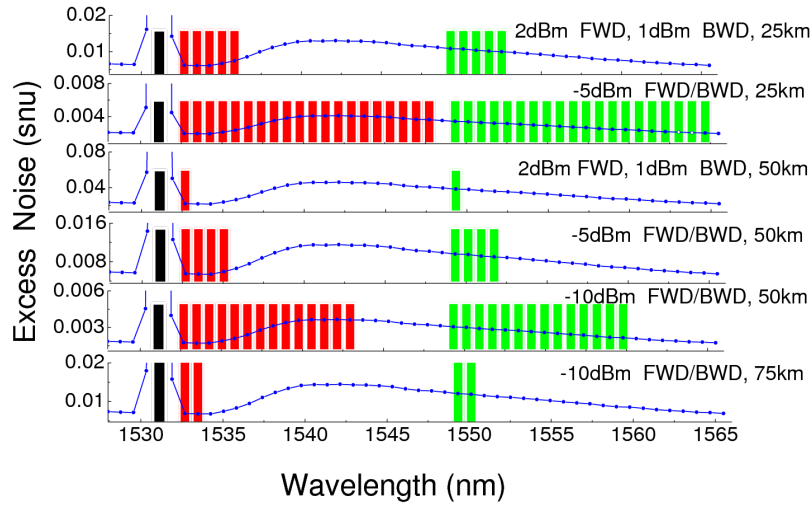 Excess Noise (snu)
0.02
0.01
2dBm FWD, 1dBm BWD, 25km
0.008
0.004
-5dBm FWD/BWD, 25km
0.08
0.04
2dBm FWD, 1dBm BWD, 50km
0.016
0.008
-5dBm FWD/BWD, 50km
0.006
0.003
-10dBm FWD/BWD, 50km
0.02
0.01
-10dBm FWD/BWD, 75km
1530 1535 1540 1545 1550 1555 1560 1565
Wavelength (nm)